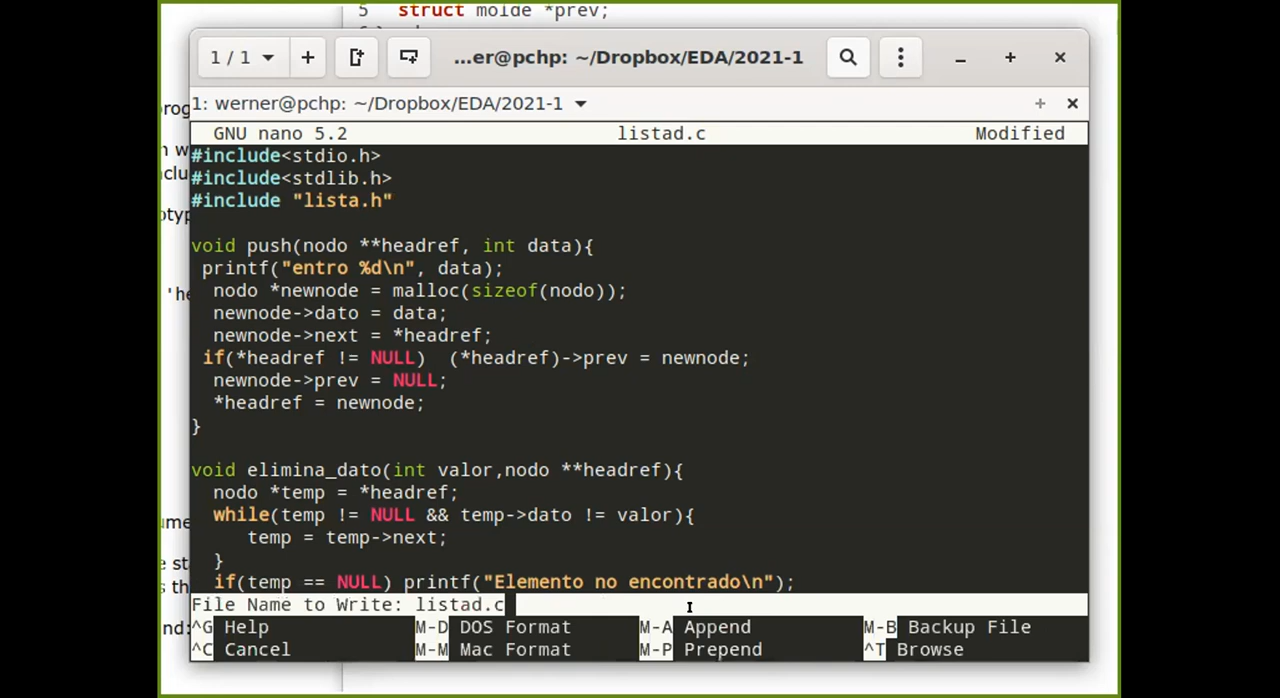 5 struct molde *prev;
1 / 1
...er@pchp: ~/Dropbox/EDA/2021-1
1: werner@pchp: ~/Dropbox/EDA/2021-1
GNU nano 5.2 listad.c Modified
#include<stdio.h>
#include<stdlib.h>
#include "lista.h"
void push(nodo **headref, int data){
printf("entro %d\n", data);
nodo *newnode = malloc(sizeof(nodo));
newnode->dato = data;
newnode->next = *headref;
if(*headref != NULL) (*headref)->prev = newnode;
newnode->prev = NULL;
*headref = newnode;
}
void elimina_dato(int valor,nodo **headref){
nodo *temp = *headref;
while(temp != NULL && temp->dato != valor){
temp = temp->next;
}
if(temp == NULL) printf("Elemento no encontrado\n");
File Name to Write: listad.c
^G Help M-D DOS Format M-A Append M-B Backup File
^C Cancel M-M Mac Format M-P Prepend ^T Browse